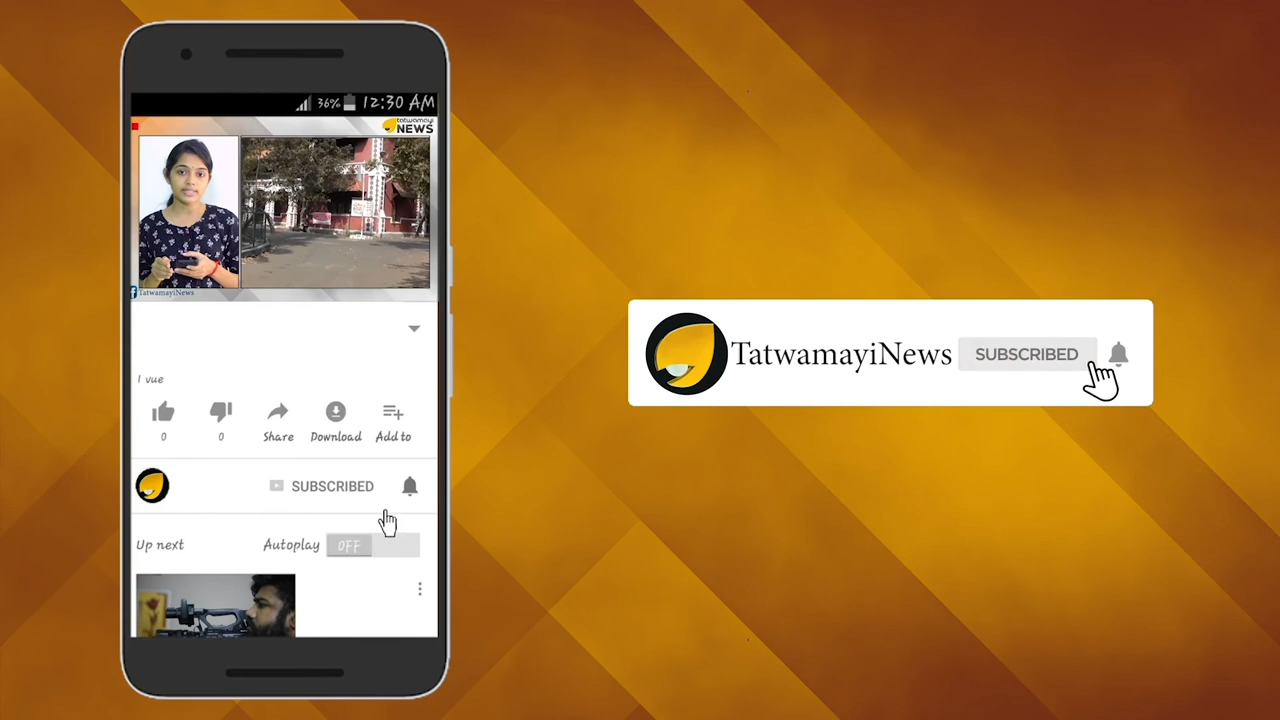 36% 12:30 AM
tatwamayi
NEWS
f TatwamayiNews
1 vue
0 0 Share Download Add to
SUBSCRIBED
Up next Autoplay OFF
TatwamayiNews SUBSCRIBED